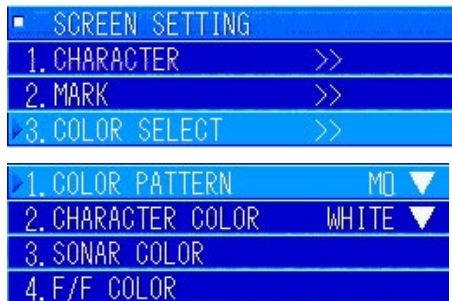 SCREEN SETTING
1. CHARACTER >>
2. MARK >>
3. COLOR SELECT >>
1. COLOR PATTERN
2. CHARACTER COLOR WHITE ▼
3. SONAR COLOR
4. F/F COLOR